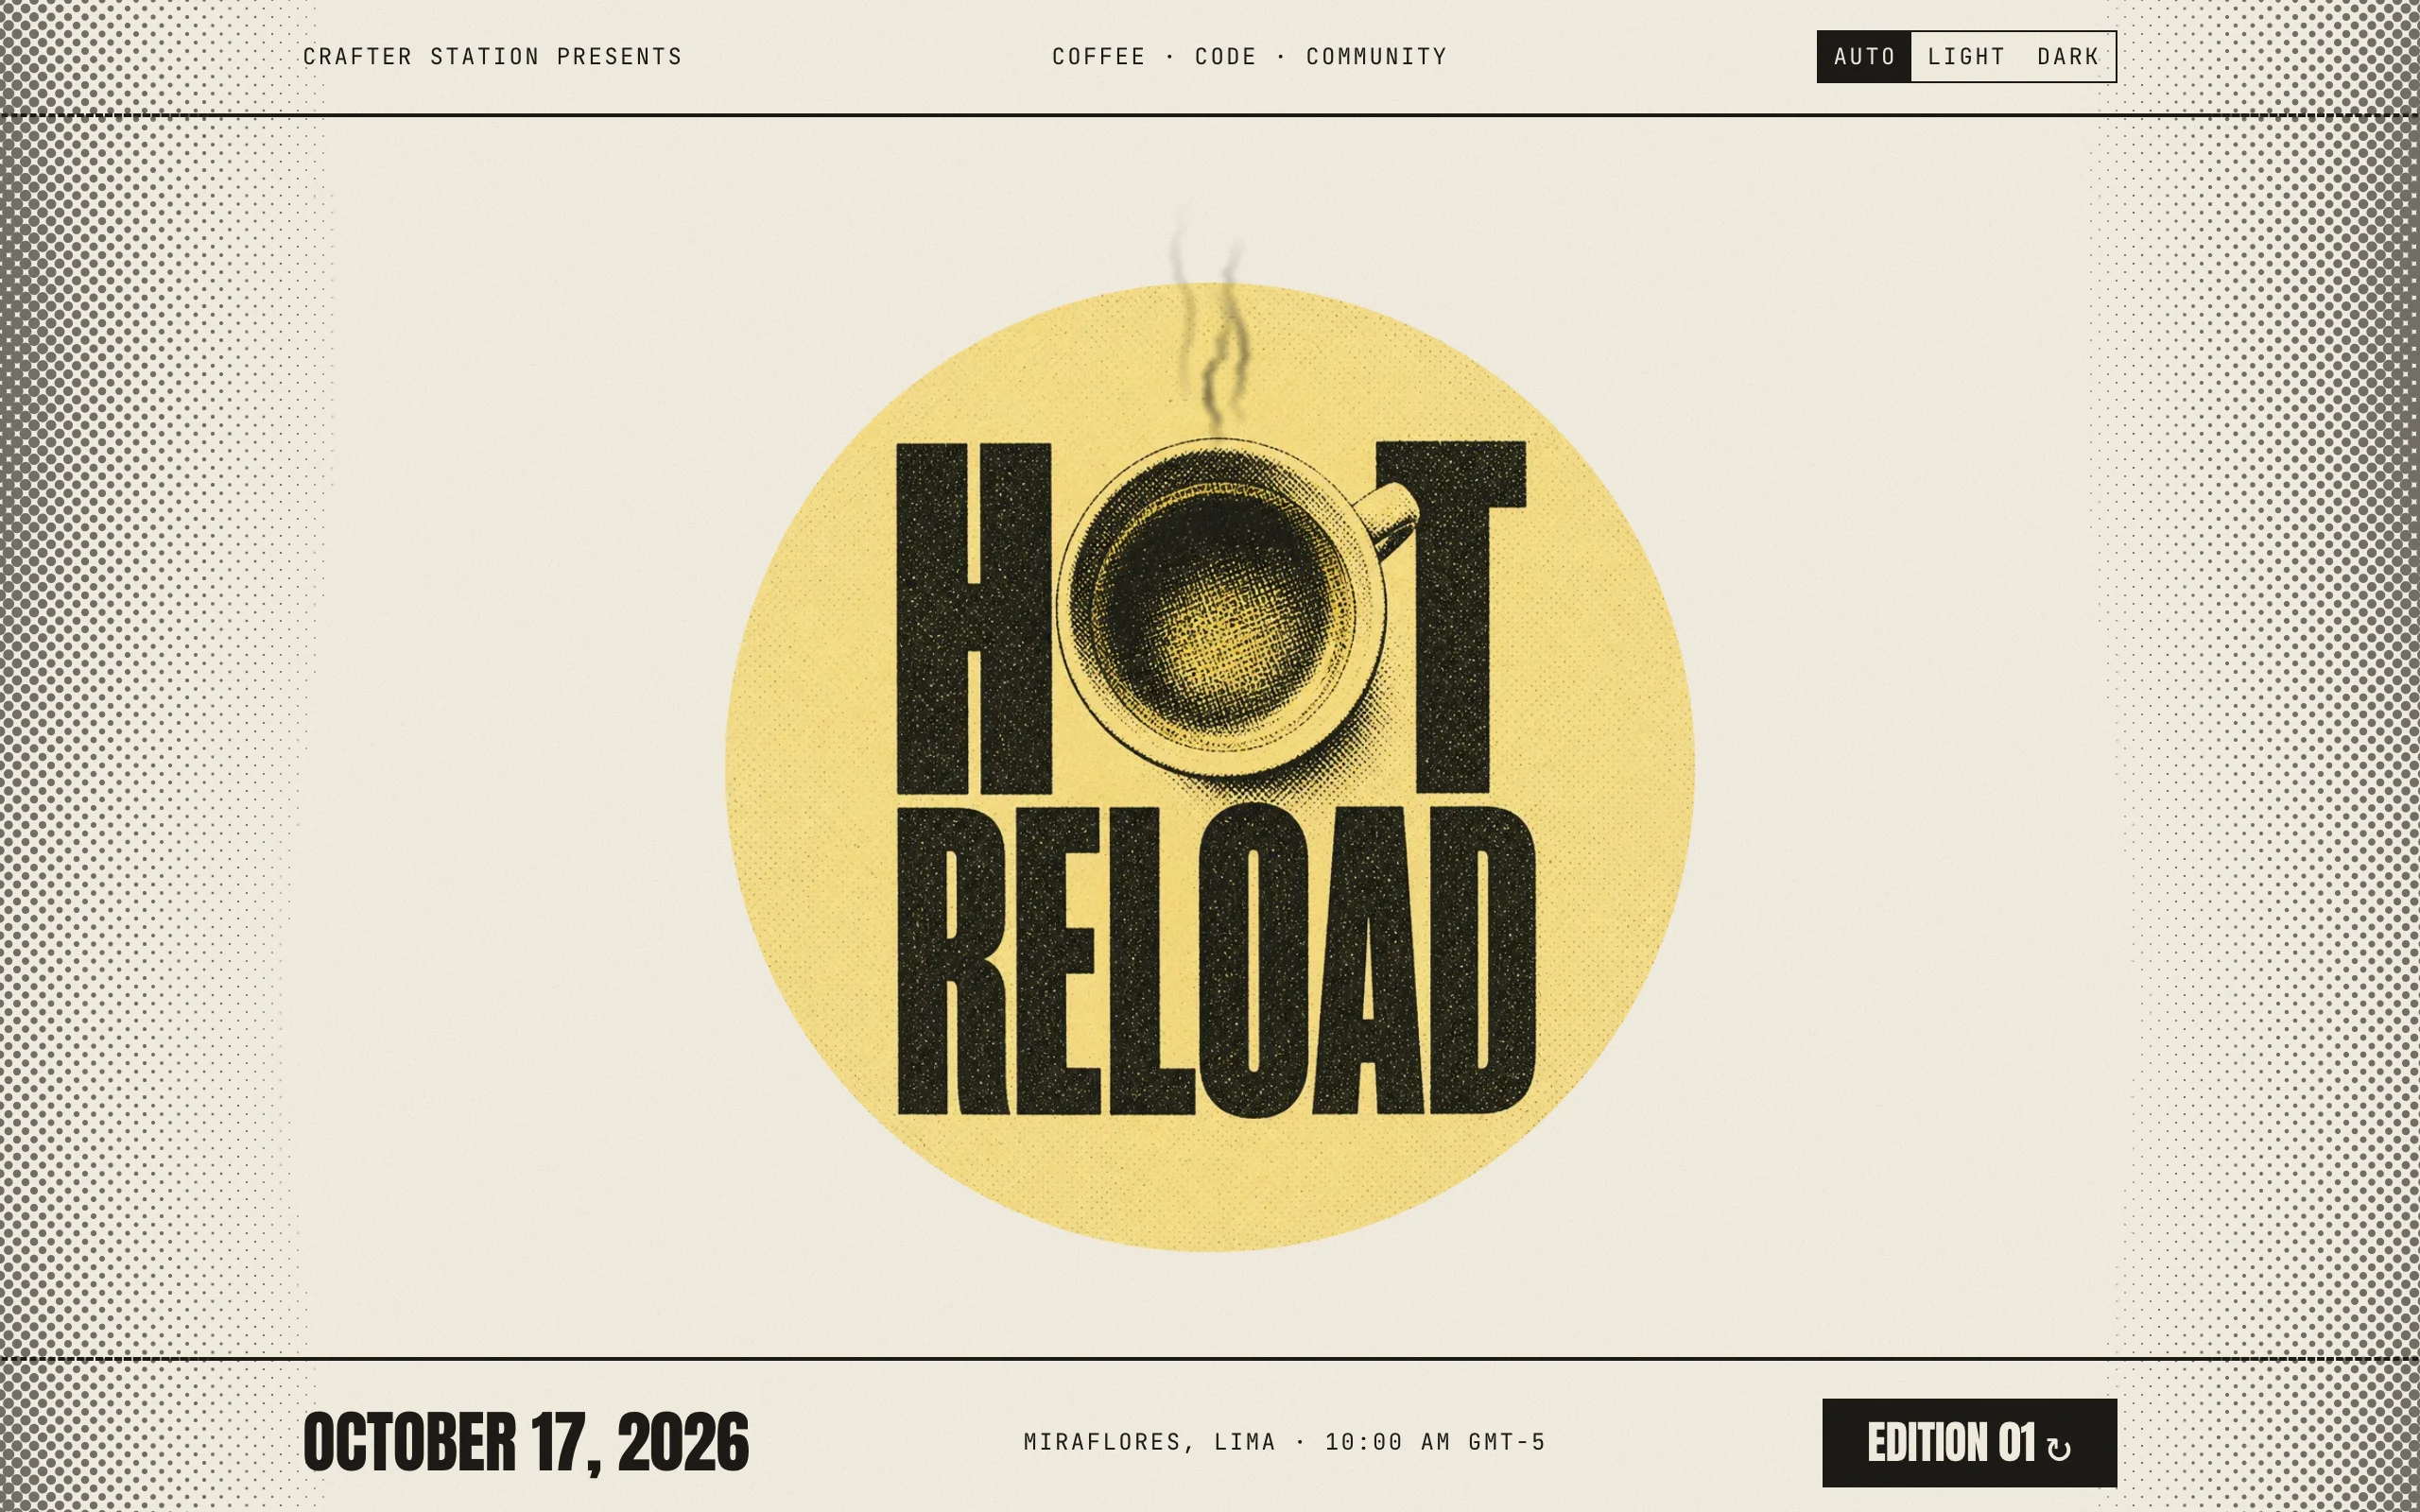 CRAFTER STATION PRESENTS
COFFEE · CODE · COMMUNITY
AUTO LIGHT DARK
HOT
RELOAD
OCTOBER 17, 2026
MIRAFLORES, LIMA · 10:00 AM GMT-5
EDITION 01 ↻